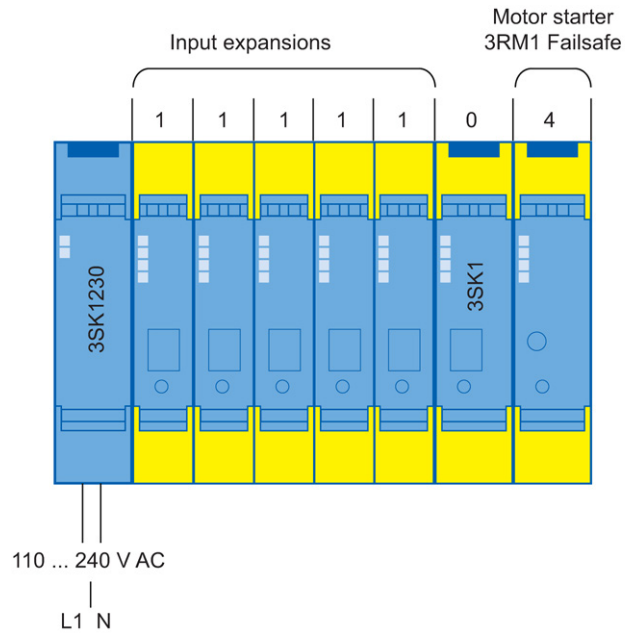 Motor starter
3RM1 Failsafe
Input expansions
1 1 1 1 1 0 4
3SK1230
3SK1
110 ... 240 V AC
L1 N